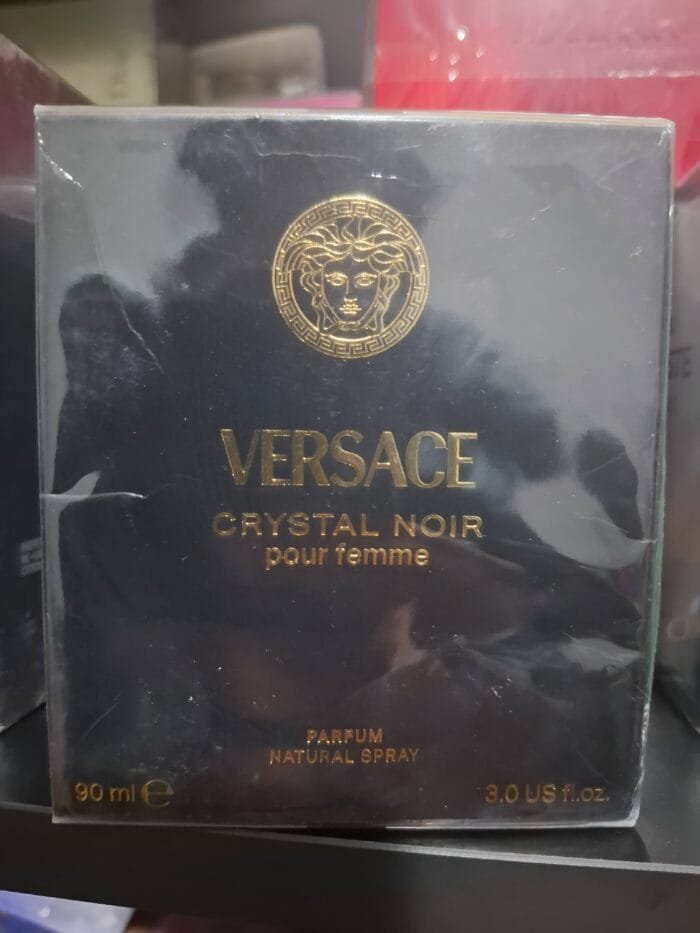 VERSACE
CRYSTAL NOIR
pour femme
PARFUM
NATURAL SPRAY
90 ml ℮
3.0 US fl.oz.